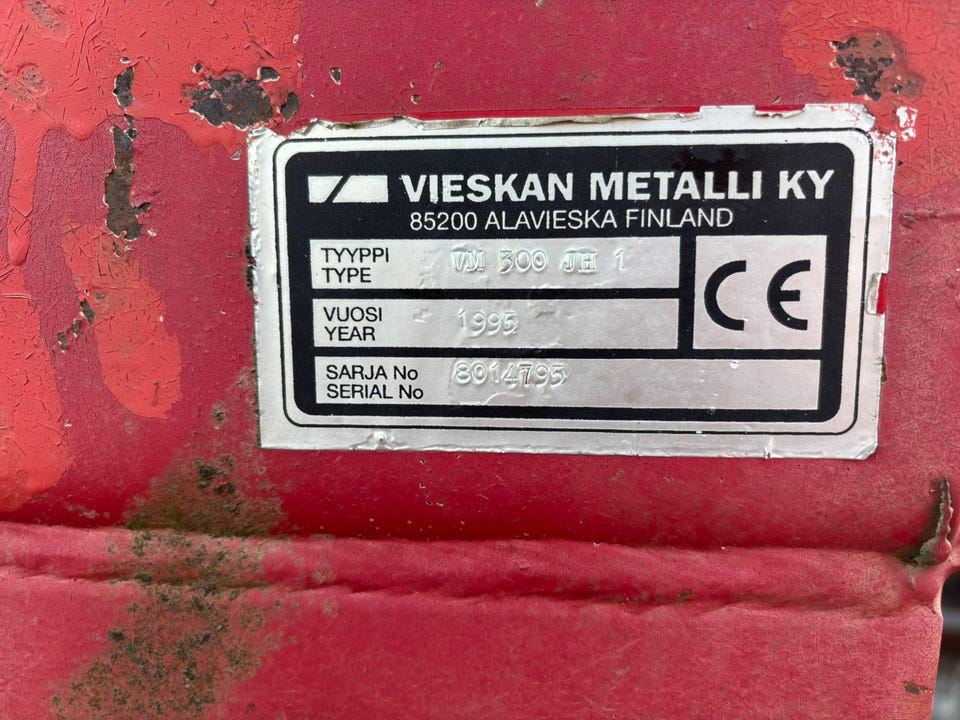 VIESKAN METALLI KY
85200 ALAVIESKA FINLAND
TYYPPI
TYPE
VM 300 JH 1
VUOSI
YEAR
1995
SARJA No
SERIAL No
8014795
CE